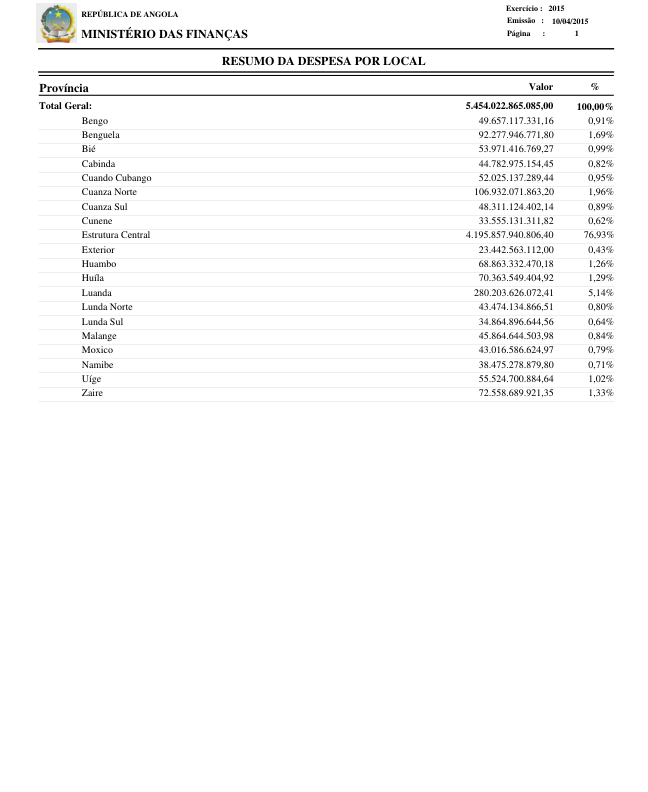 REPÚBLICA DE ANGOLA
MINISTÉRIO DAS FINANÇAS
Exercício : 2015
Emissão : 10/04/2015
Página : 1
RESUMO DA DESPESA POR LOCAL
Província Valor %
Total Geral: 5.454.022.865.085,00 100,00%
Bengo 49.657.117.331,16 0,91%
Benguela 92.277.946.771,80 1,69%
Bié 53.971.416.769,27 0,99%
Cabinda 44.782.975.154,45 0,82%
Cuando Cubango 52.025.137.289,44 0,95%
Cuanza Norte 106.932.071.863,20 1,96%
Cuanza Sul 48.311.124.402,14 0,89%
Cunene 33.555.131.311,82 0,62%
Estrutura Central 4.195.857.940.806,40 76,93%
Exterior 23.442.563.112,00 0,43%
Huambo 68.863.332.470,18 1,26%
Huíla 70.363.549.404,92 1,29%
Luanda 280.203.626.072,41 5,14%
Lunda Norte 43.474.134.866,51 0,80%
Lunda Sul 34.864.896.644,56 0,64%
Malange 45.864.644.503,98 0,84%
Moxico 43.016.586.624,97 0,79%
Namibe 38.475.278.879,80 0,71%
Uíge 55.524.700.884,64 1,02%
Zaire 72.558.689.921,35 1,33%